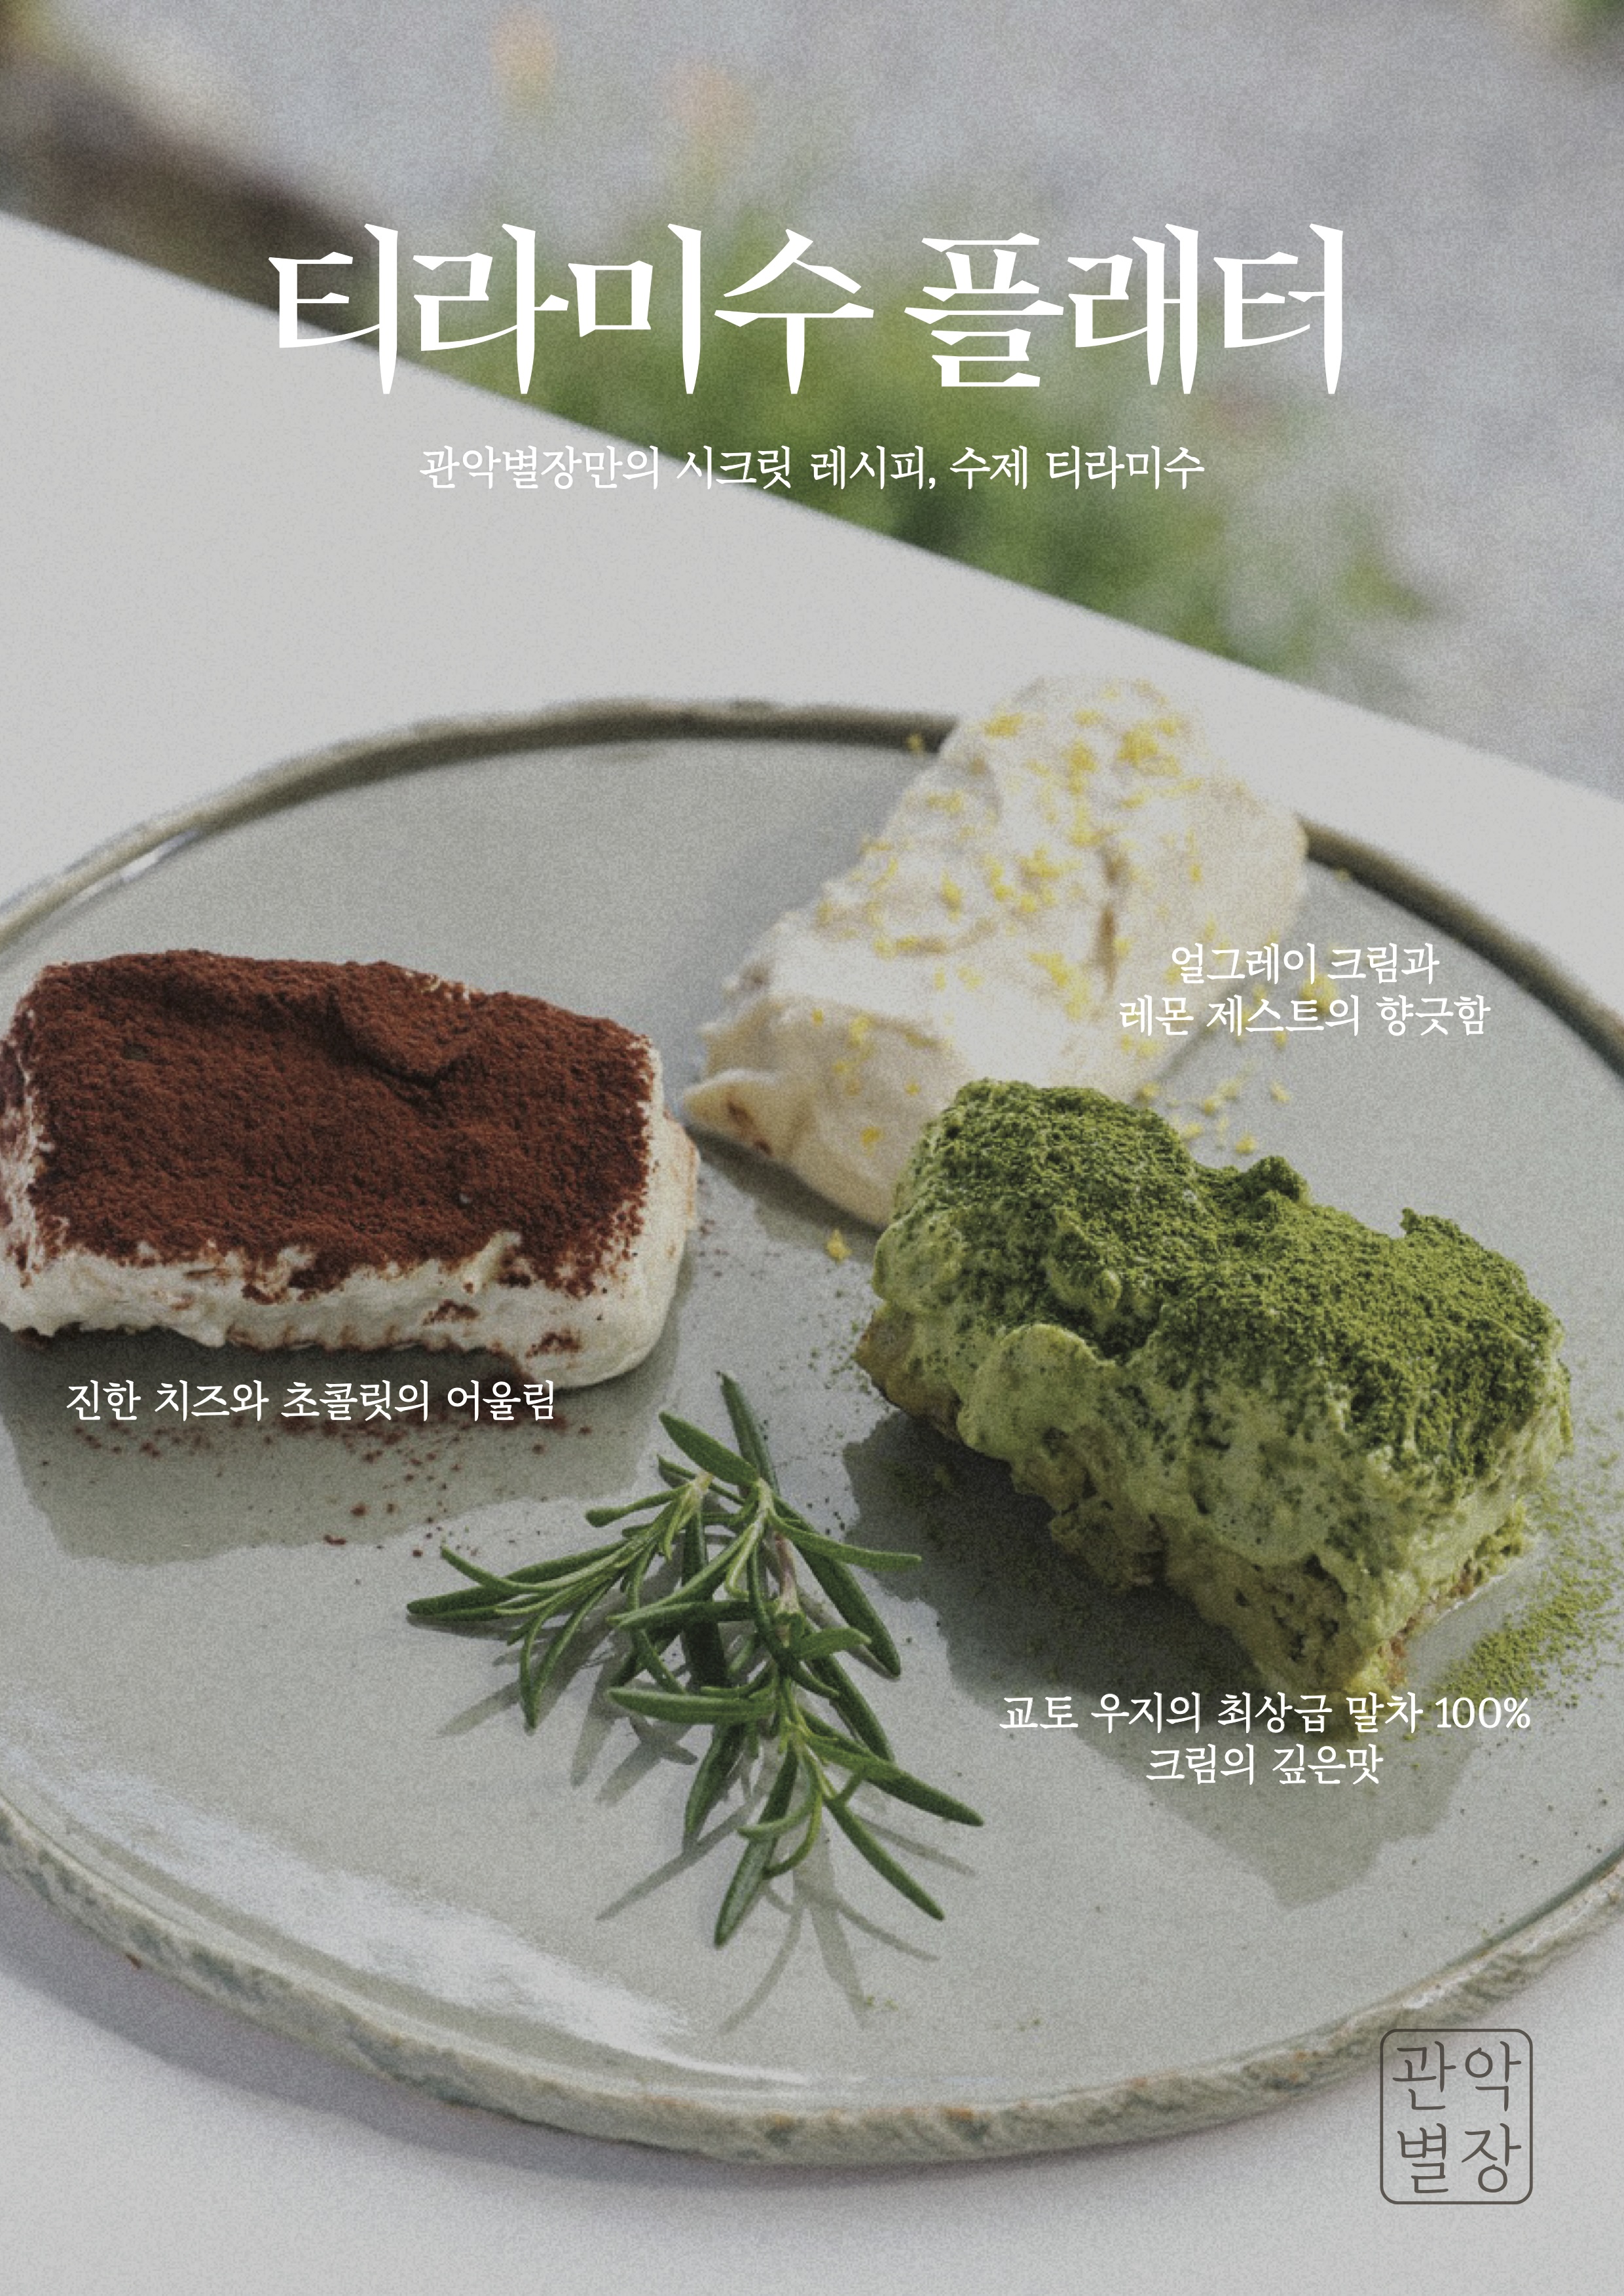 티라미수 플래터
관악별장만의 시크릿 레시피, 수제 티라미수
얼그레이 크림과
레몬 제스트의 향긋함
진한 치즈와 초콜릿의 어울림
교토 우지의 최상급 말차 100%
크림의 깊은맛
관악
별장